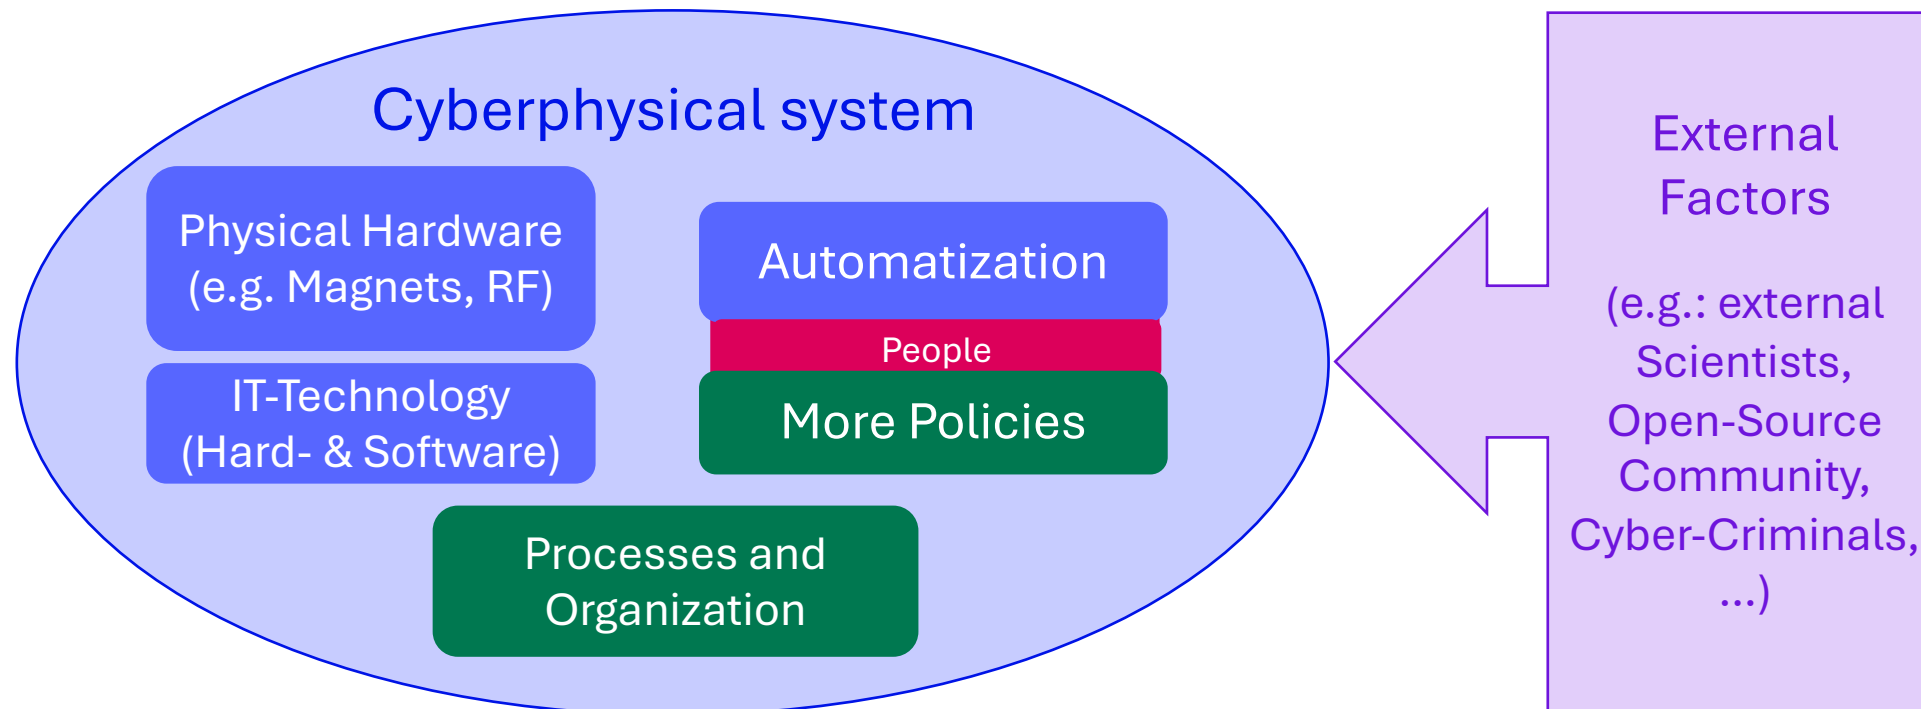 Cyberphysical system
Physical Hardware
(e.g. Magnets, RF)
IT-Technology
(Hard- & Software)
Automatization
People
More Policies
Processes and
Organization
External
Factors
(e.g.: external
Scientists,
Open-Source
Community,
Cyber-Criminals,
...)